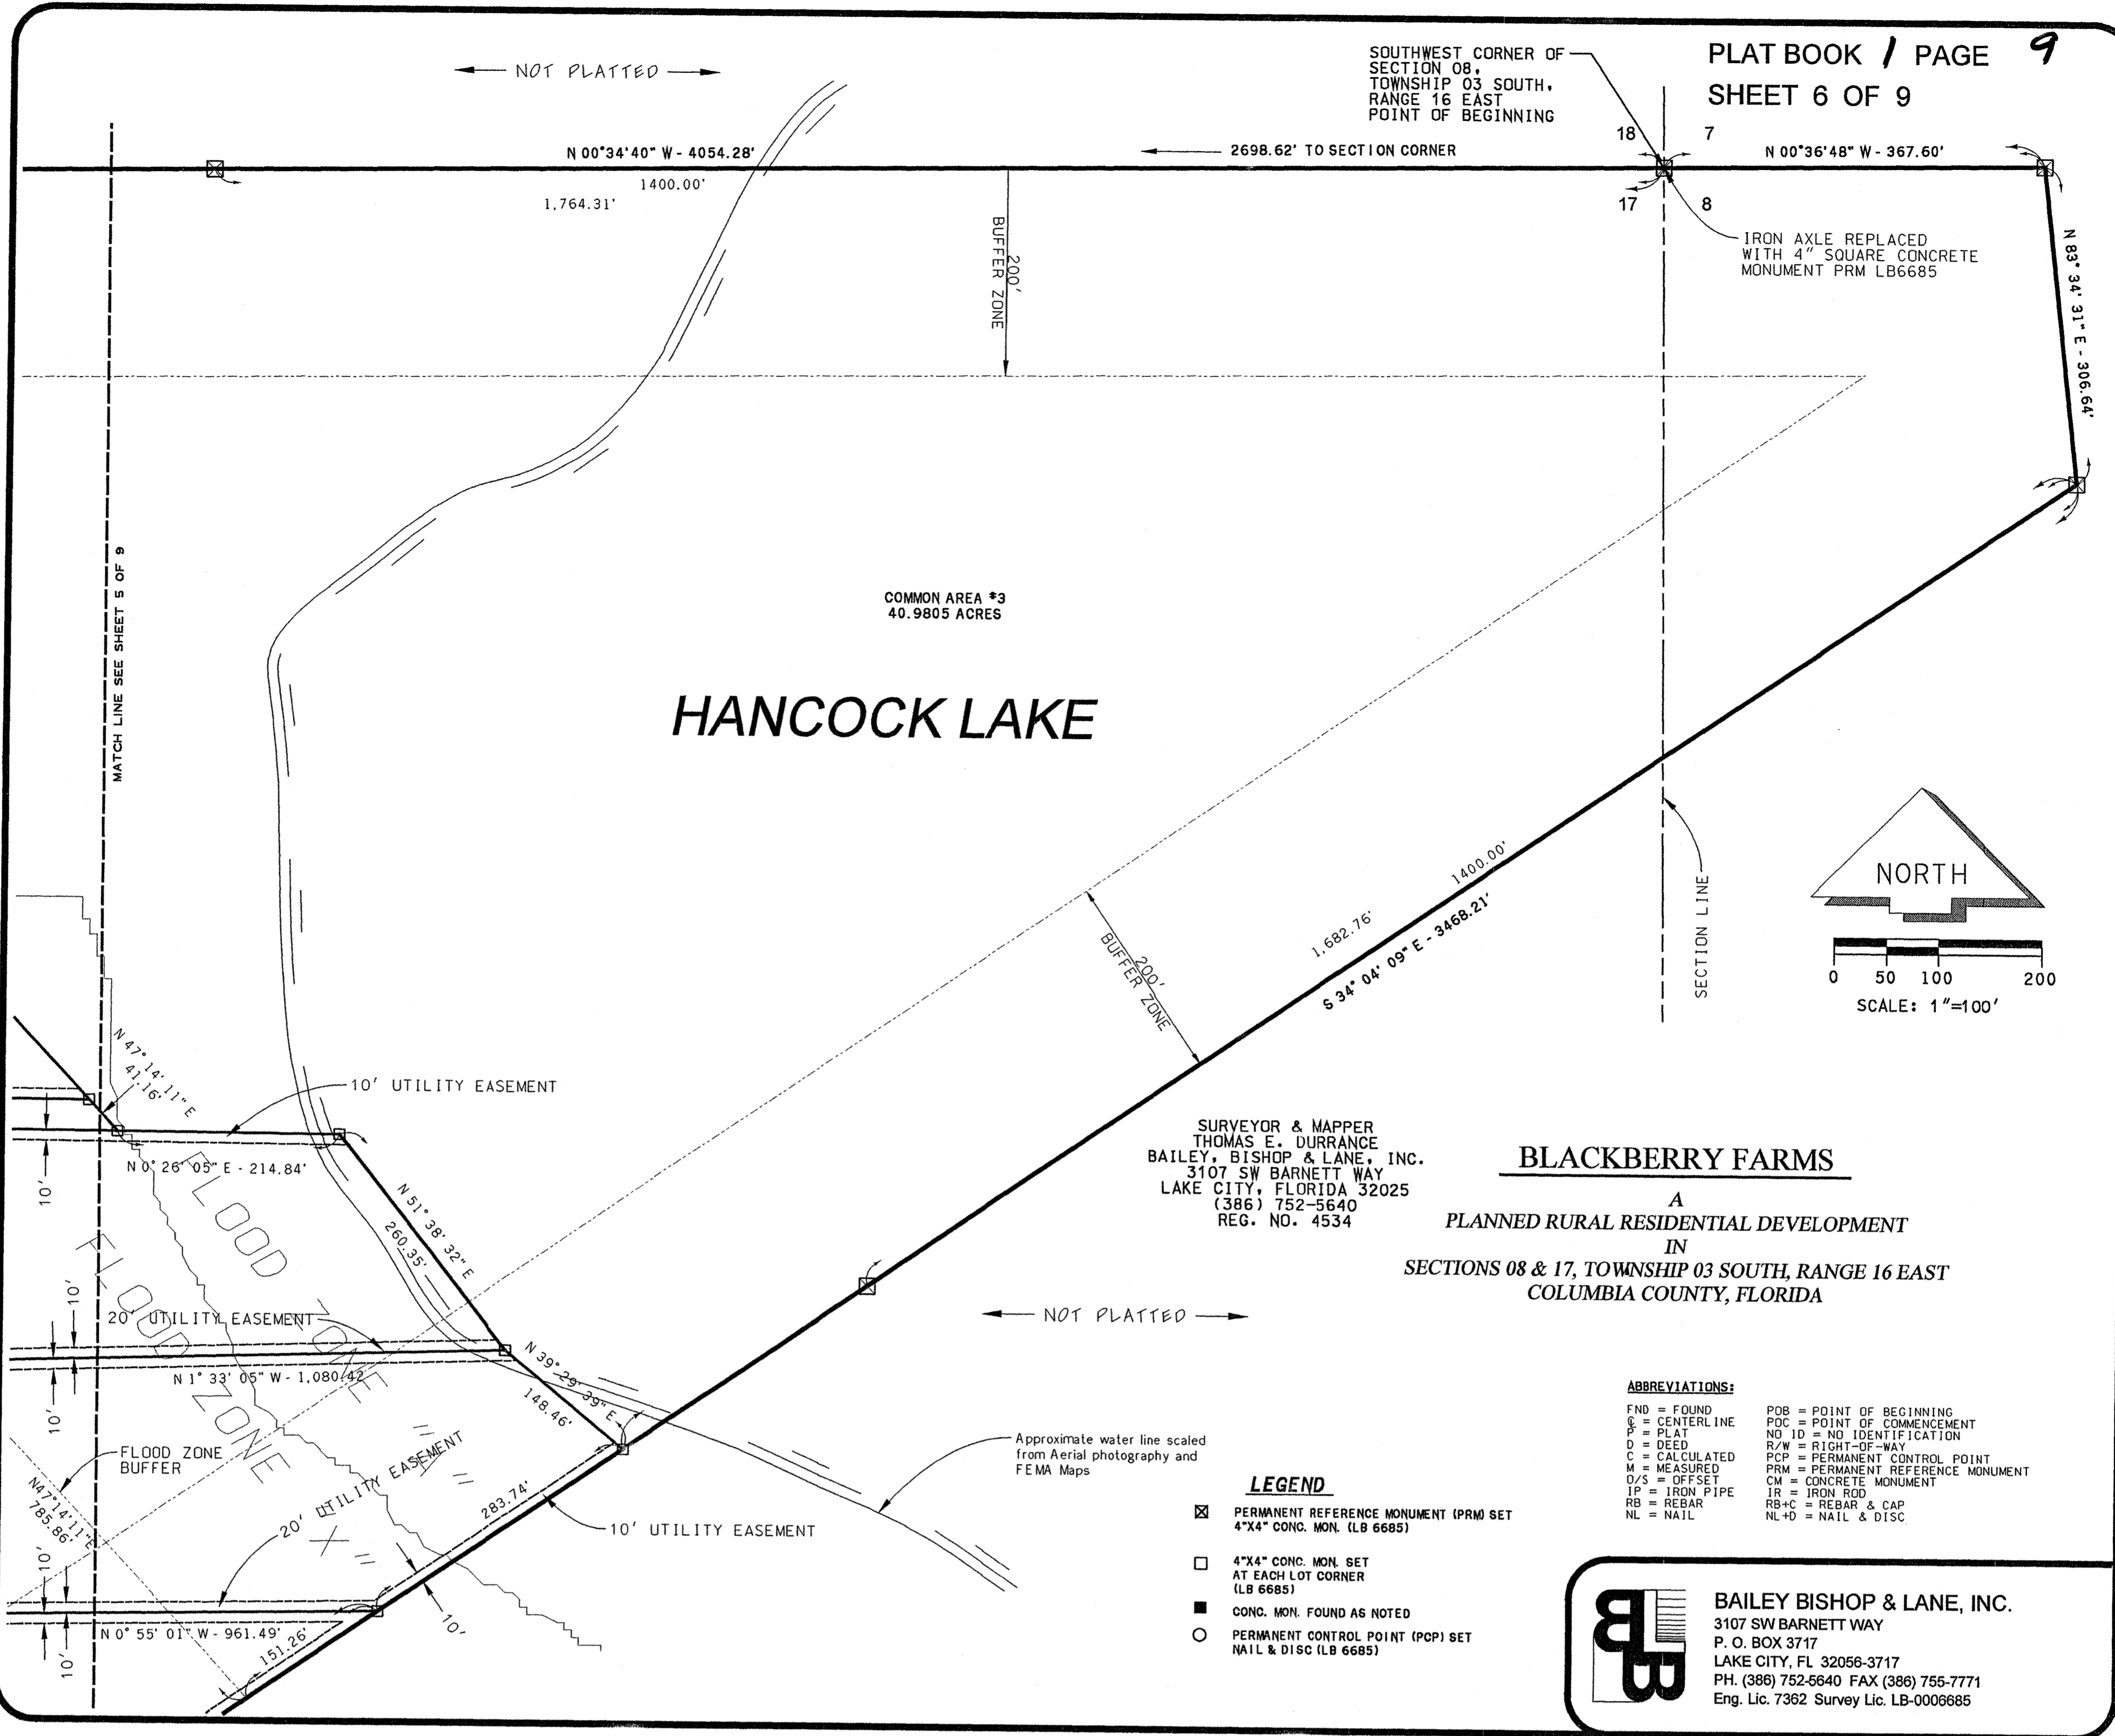 PLAT BOOK 1 PAGE 9
SHEET 6 OF 9
NOT PLATTED
SOUTHWEST CORNER OF
SECTION 08,
TOWNSHIP 03 SOUTH,
RANGE 16 EAST
POINT OF BEGINNING
18
7
17
8
N 00°34'40" W - 4054.28'
1400.00'
1,764.31'
2698.62' TO SECTION CORNER
N 00°36'48" W - 367.60'
IRON AXLE REPLACED
WITH 4" SQUARE CONCRETE
MONUMENT PRM LB6685
N 83° 34' 31" E - 306.64'
200'
BUFFER ZONE
MATCH LINE SEE SHEET 5 OF 9
COMMON AREA #3
40.9805 ACRES
HANCOCK LAKE
1400.00'
1,682.76'
S 34° 04' 09" E - 3468.21'
200'
BUFFER ZONE
SECTION LINE
NORTH
0 50 100 200
SCALE: 1"=100'
N 47° 14' 11" E
41.16'
10' UTILITY EASEMENT
N 0° 26' 05" E - 214.84'
10'
N 51° 38' 32" E
260.35'
FLOOD ZONE
FLOOD ZONE
"A"
"X"
10'
20' UTILITY EASEMENT
N 1° 33' 05" W - 1,080.42
10'
N 39° 29' 39" E
148.46'
FLOOD ZONE
BUFFER
N47°14'11"E
785.86'
20' UTILITY EASEMENT
283.74'
10' UTILITY EASEMENT
10'
10'
N 0° 55' 01" W - 961.49'
10'
151.26'
Approximate water line scaled
from Aerial photography and
FEMA Maps
NOT PLATTED
SURVEYOR & MAPPER
THOMAS E. DURRANCE
BAILEY, BISHOP & LANE, INC.
3107 SW BARNETT WAY
LAKE CITY, FLORIDA 32025
(386) 752-5640
REG. NO. 4534
BLACKBERRY FARMS
A
PLANNED RURAL RESIDENTIAL DEVELOPMENT
IN
SECTIONS 08 & 17, TOWNSHIP 03 SOUTH, RANGE 16 EAST
COLUMBIA COUNTY, FLORIDA
ABBREVIATIONS:
FND = FOUND
℄ = CENTERLINE
P = PLAT
D = DEED
C = CALCULATED
M = MEASURED
O/S = OFFSET
IP = IRON PIPE
RB = REBAR
NL = NAIL
POB = POINT OF BEGINNING
POC = POINT OF COMMENCEMENT
NO ID = NO IDENTIFICATION
R/W = RIGHT-OF-WAY
PCP = PERMANENT CONTROL POINT
PRM = PERMANENT REFERENCE MONUMENT
CM = CONCRETE MONUMENT
IR = IRON ROD
RB+C = REBAR & CAP
NL+D = NAIL & DISC
LEGEND
PERMANENT REFERENCE MONUMENT (PRM) SET
4"X4" CONC. MON. (LB 6685)
4"X4" CONC. MON. SET
AT EACH LOT CORNER
(LB 6685)
CONC. MON. FOUND AS NOTED
PERMANENT CONTROL POINT (PCP) SET
NAIL & DISC (LB 6685)
BAILEY BISHOP & LANE, INC.
3107 SW BARNETT WAY
P. O. BOX 3717
LAKE CITY, FL 32056-3717
PH. (386) 752-5640 FAX (386) 755-7771
Eng. Lic. 7362 Survey Lic. LB-0006685